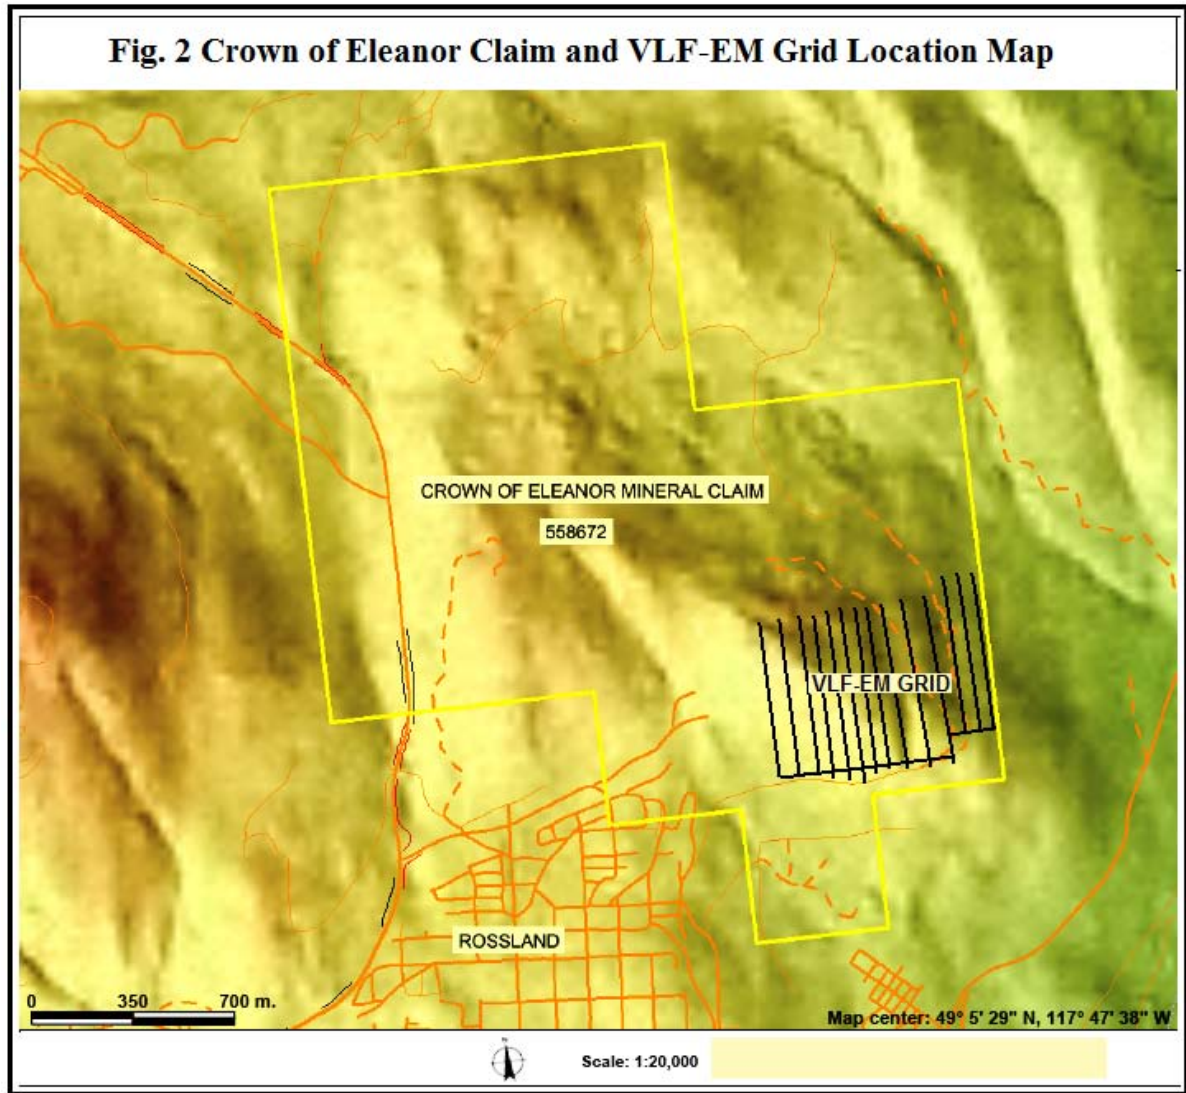 Fig. 2 Crown of Eleanor Claim and VLF-EM Grid Location Map
CROWN OF ELEANOR MINERAL CLAIM
558672
VLF-EM GRID
ROSSLAND
0 350 700 m.
Map center: 49° 5' 29" N, 117° 47' 38" W
N
Scale: 1:20,000